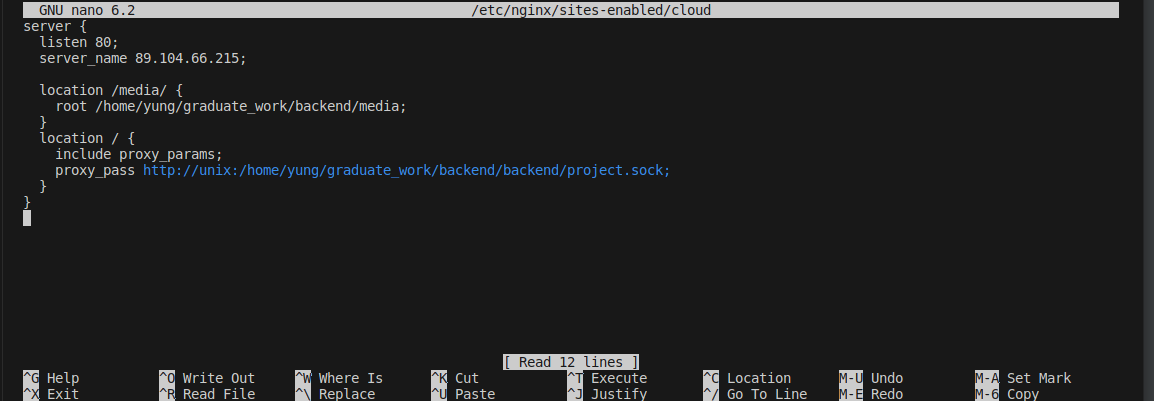 GNU nano 6.2 /etc/nginx/sites-enabled/cloud
server {
  listen 80;
  server_name 89.104.66.215;

  location /media/ {
    root /home/yung/graduate_work/backend/media;
  }
  location / {
    include proxy_params;
    proxy_pass http://unix:/home/yung/graduate_work/backend/backend/project.sock;
  }
}
[ Read 12 lines ]
^G Help ^O Write Out ^W Where Is ^K Cut ^T Execute ^C Location M-U Undo M-A Set Mark
^X Exit ^R Read File ^\ Replace ^U Paste ^J Justify ^/ Go To Line M-E Redo M-6 Copy